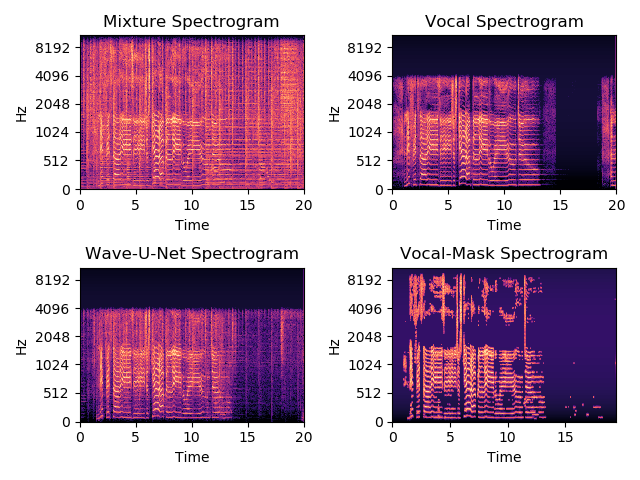 Mixture Spectrogram
Hz
8192
4096
2048
1024
512
0
0 5 10 15 20
Time
Vocal Spectrogram
Hz
8192
4096
2048
1024
512
0
0 5 10 15 20
Time
Wave-U-Net Spectrogram
Hz
8192
4096
2048
1024
512
0
0 5 10 15 20
Time
Vocal-Mask Spectrogram
Hz
8192
4096
2048
1024
512
0
0 5 10 15
Time